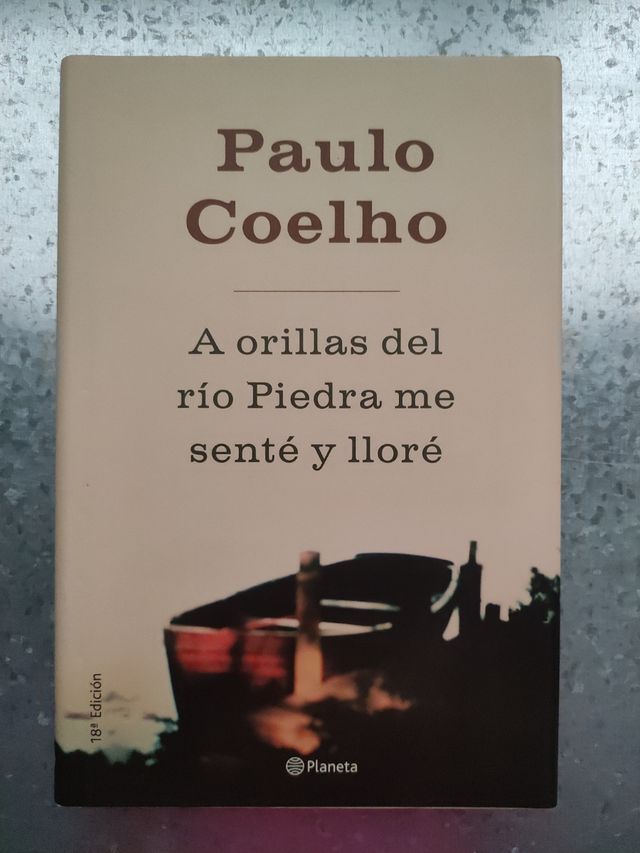 Paulo
Coelho
A orillas del
río Piedra me
senté y lloré
18ª Edición
Planeta